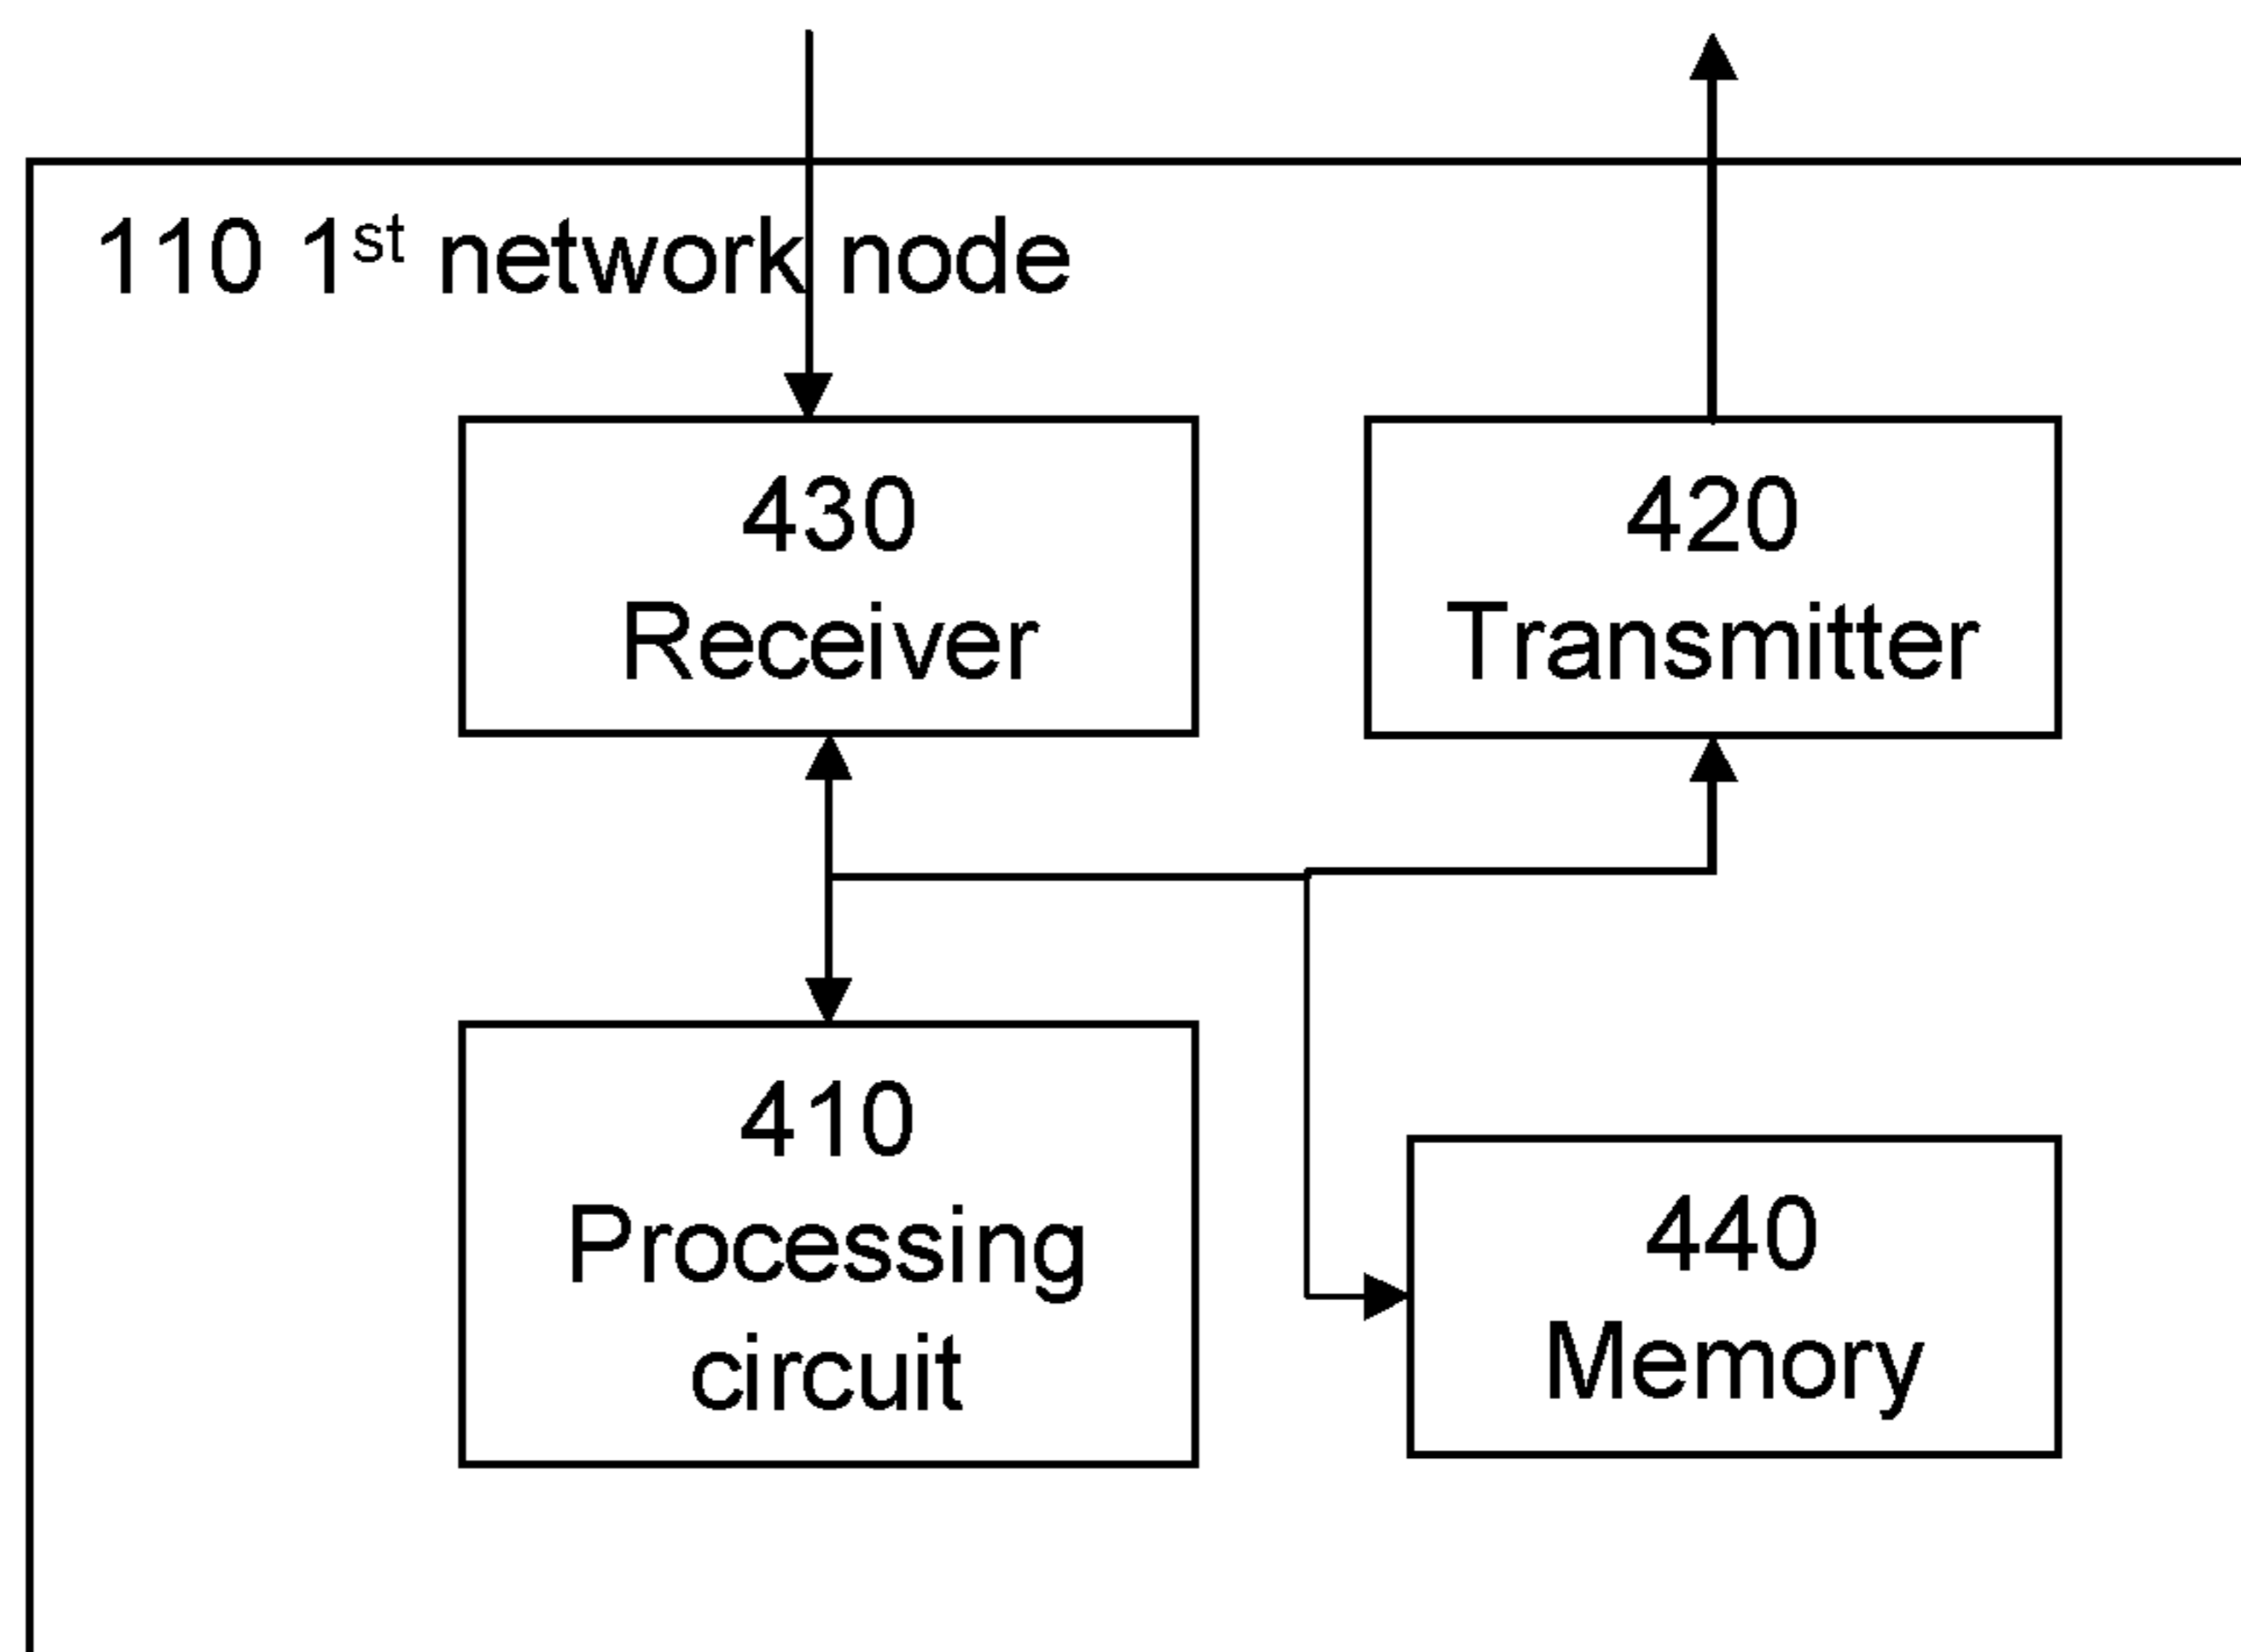 110 1st network node
430
Receiver
420
Transmitter
410
Processing
circuit
440
Memory